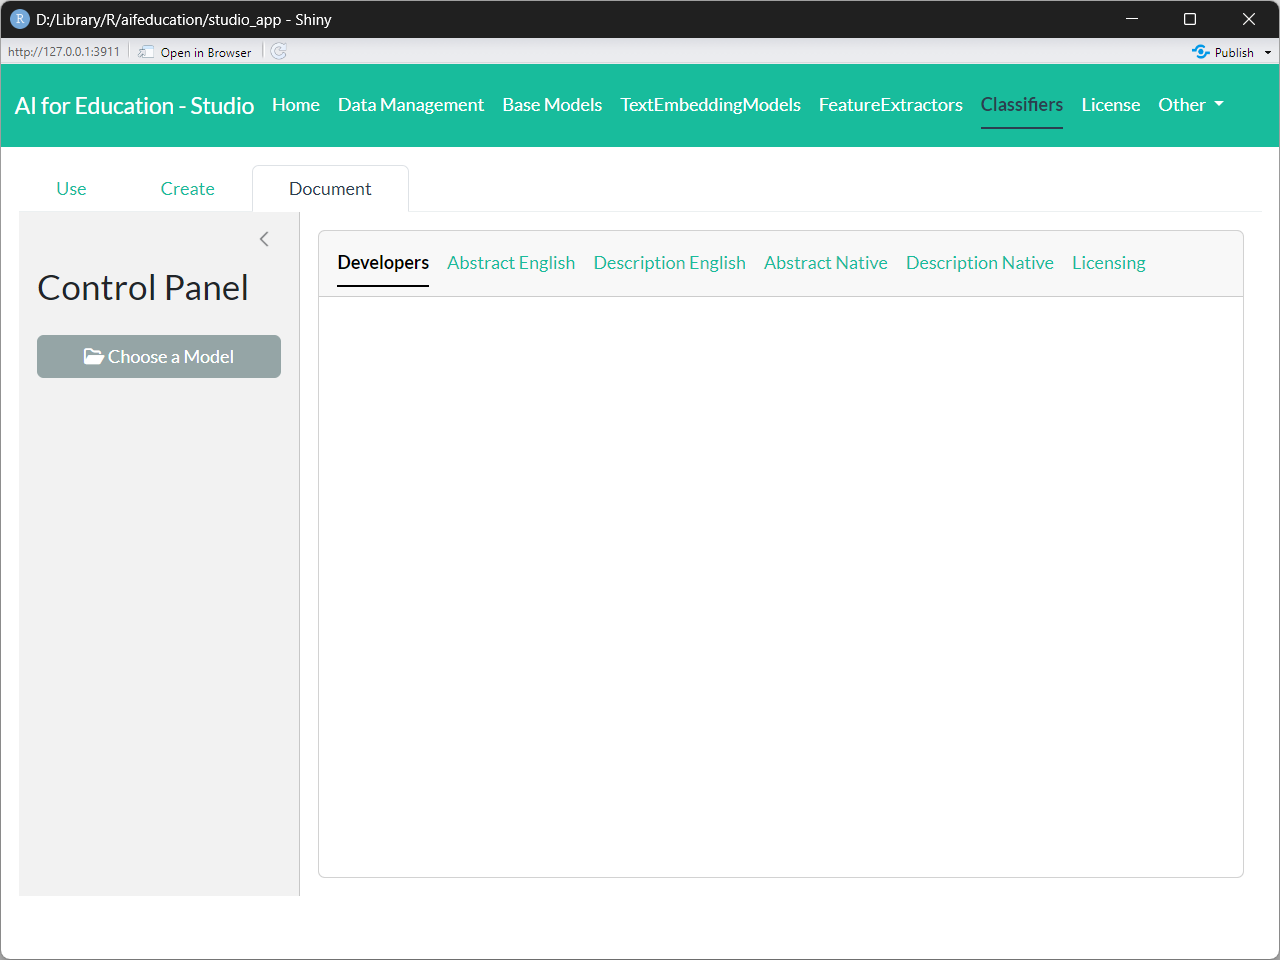 R D:/Library/R/aifeducation/studio_app - Shiny
http://127.0.0.1:3911 Open in Browser Publish
AI for Education - Studio Home Data Management Base Models TextEmbeddingModels FeatureExtractors Classifiers License Other
Use Create Document
Developers Abstract English Description English Abstract Native Description Native Licensing
Control Panel
Choose a Model